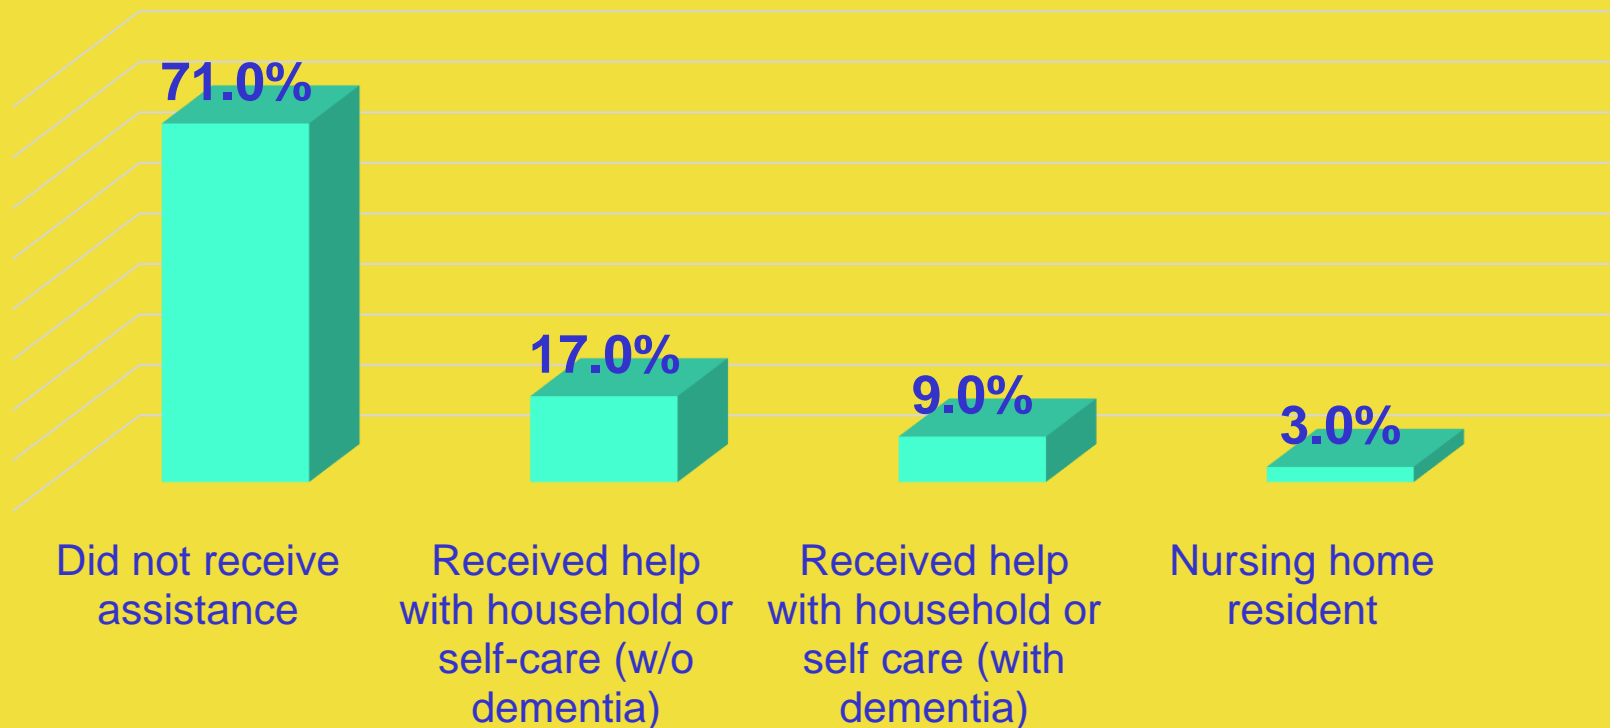 71.0%
17.0%
9.0%
3.0%
Did not receive
assistance
Received help
with household or
self-care (w/o
dementia)
Received help
with household or
self care (with
dementia)
Nursing home
resident